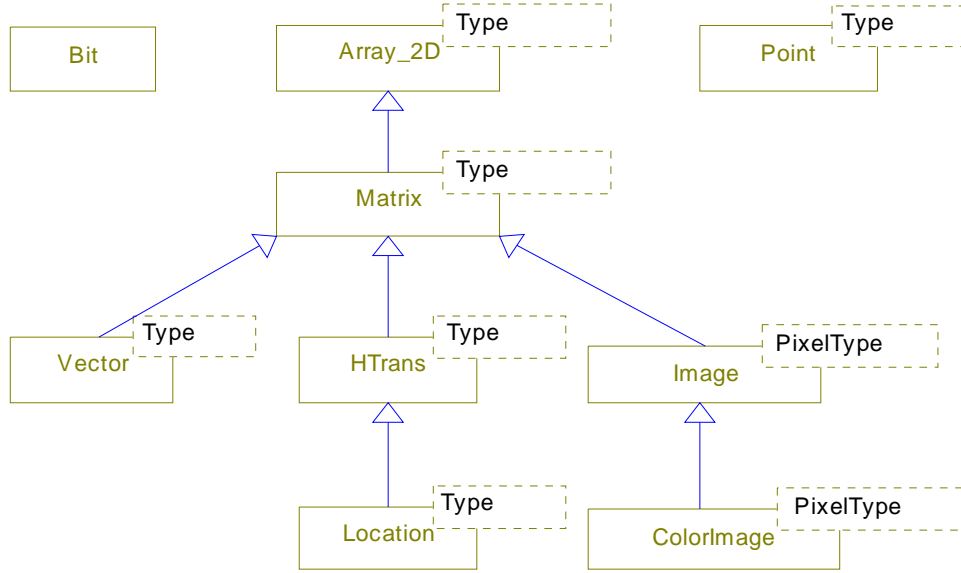 Type
Type
Bit
Array_2D
Point
Type
Matrix
Type
Type
PixelType
Vector
HTrans
Image
Type
PixelType
Location
ColorImage